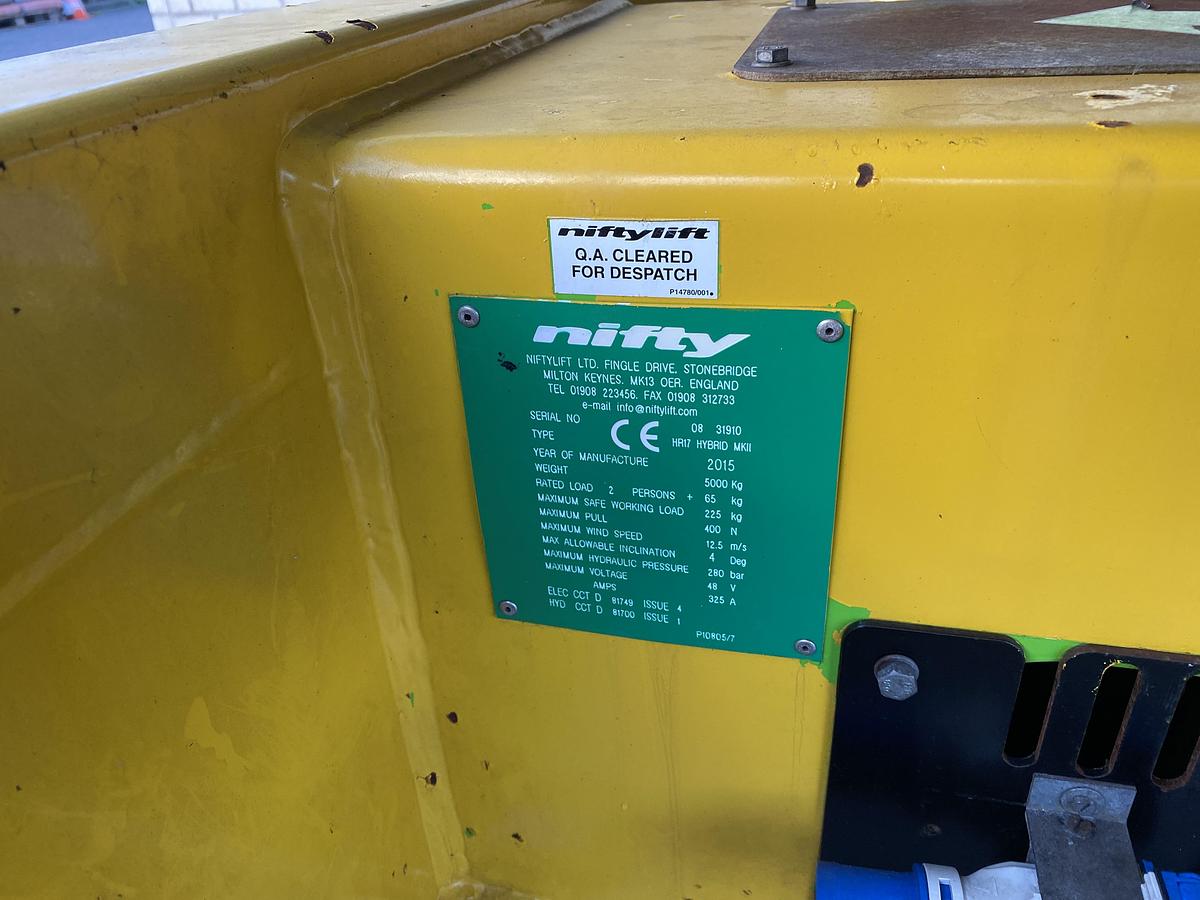 niftylift
Q.A. CLEARED
FOR DESPATCH
P14780/001
nifty
NIFTYLIFT LTD. FINGLE DRIVE, STONEBRIDGE
MILTON KEYNES. MK13 OER. ENGLAND
TEL 01908 223456. FAX 01908 312733
e-mail info@niftylift.com
SERIAL NO CE 08 31910
TYPE HR17 HYBRID MKII
YEAR OF MANUFACTURE 2015
WEIGHT 5000 Kg
RATED LOAD 2 PERSONS + 65 kg
MAXIMUM SAFE WORKING LOAD 225 kg
MAXIMUM PULL 400 N
MAXIMUM WIND SPEED 12.5 m/s
MAX ALLOWABLE INCLINATION 4 Deg
MAXIMUM HYDRAULIC PRESSURE 280 bar
MAXIMUM VOLTAGE 48 V
AMPS 325 A
ELEC CCT D 81749 ISSUE 4
HYD CCT D 81700 ISSUE 1
P10805/7